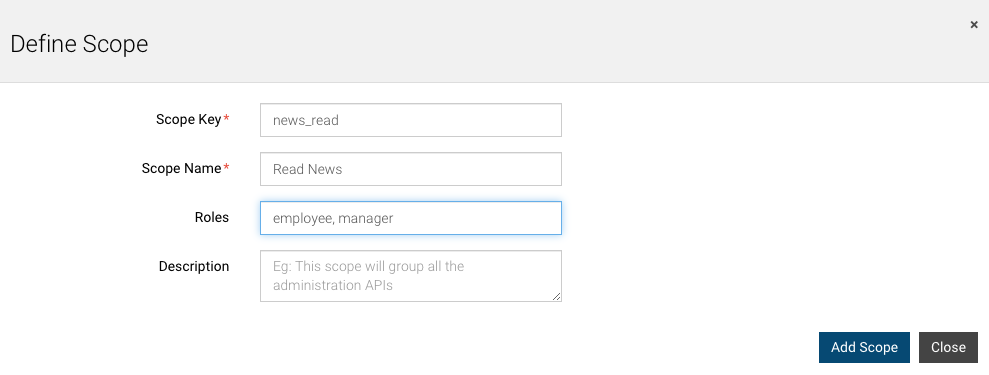 ×
Define Scope
Scope Key*
news_read
Scope Name*
Read News
Roles
employee, manager
Description
Eg: This scope will group all the
administration APIs
Add Scope
Close